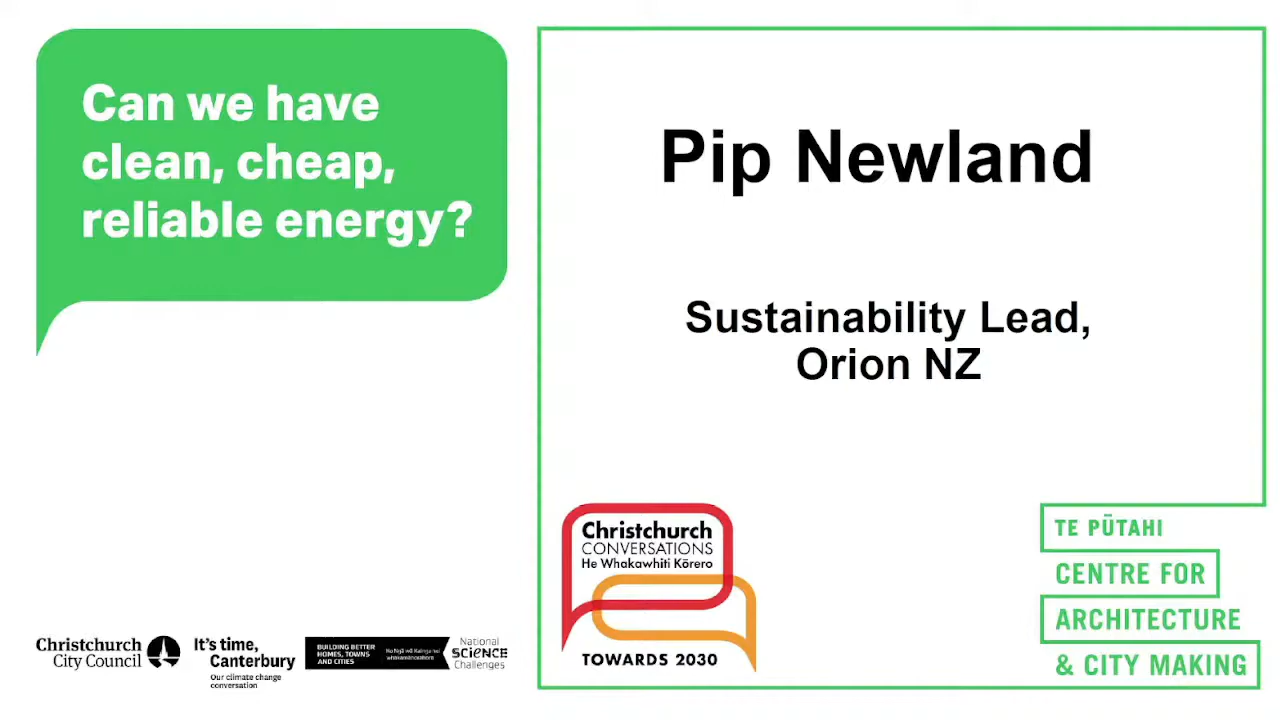 Can we have
clean, cheap,
reliable energy?
Pip Newland
Sustainability Lead,
Orion NZ
Christchurch
CONVERSATIONS
He Whakawhiti Kōrero
TOWARDS 2030
TE PŪTAHI
CENTRE FOR
ARCHITECTURE
& CITY MAKING
Christchurch
City Council
It's time,
Canterbury
Our climate change
conversation
BUILDING BETTER
HOMES, TOWNS
AND CITIES
National
SCiENCE
Challenges